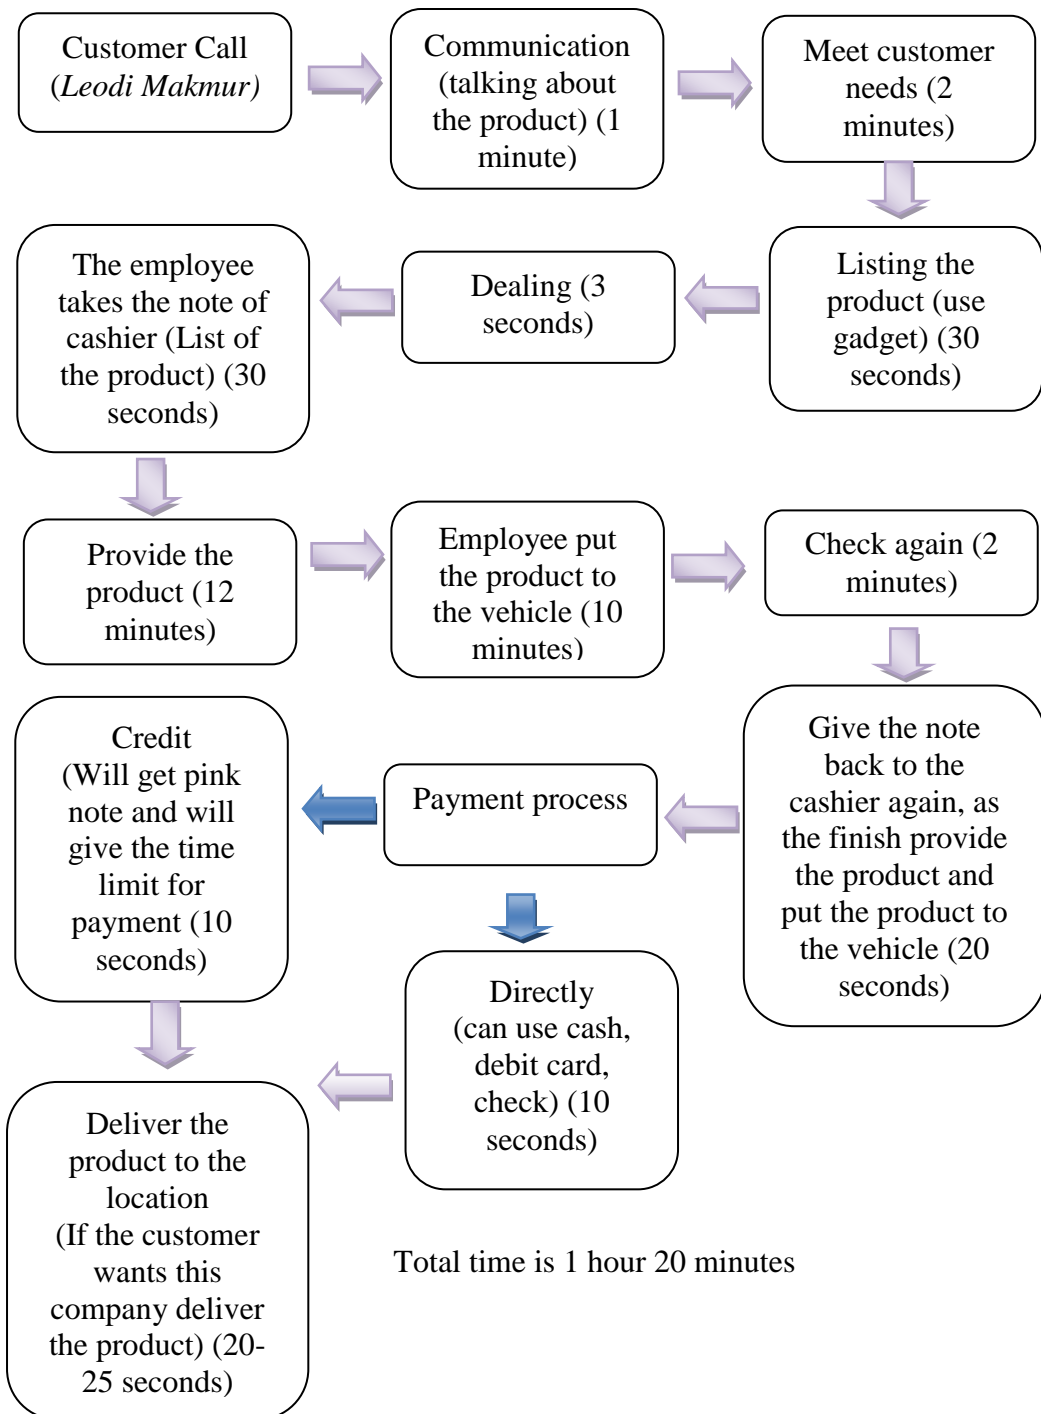 Customer Call
(Leodi Makmur)
Communication
(talking about
the product) (1
minute)
Meet customer
needs (2
minutes)
Listing the
product (use
gadget) (30
seconds)
Dealing (3
seconds)
The employee
takes the note of
cashier (List of
the product) (30
seconds)
Provide the
product (12
minutes)
Employee put
the product to
the vehicle (10
minutes)
Check again (2
minutes)
Give the note
back to the
cashier again, as
the finish provide
the product and
put the product to
the vehicle (20
seconds)
Payment process
Credit
(Will get pink
note and will
give the time
limit for
payment (10
seconds)
Directly
(can use cash,
debit card,
check) (10
seconds)
Deliver the
product to the
location
(If the customer
wants this
company deliver
the product) (20-
25 seconds)
Total time is 1 hour 20 minutes